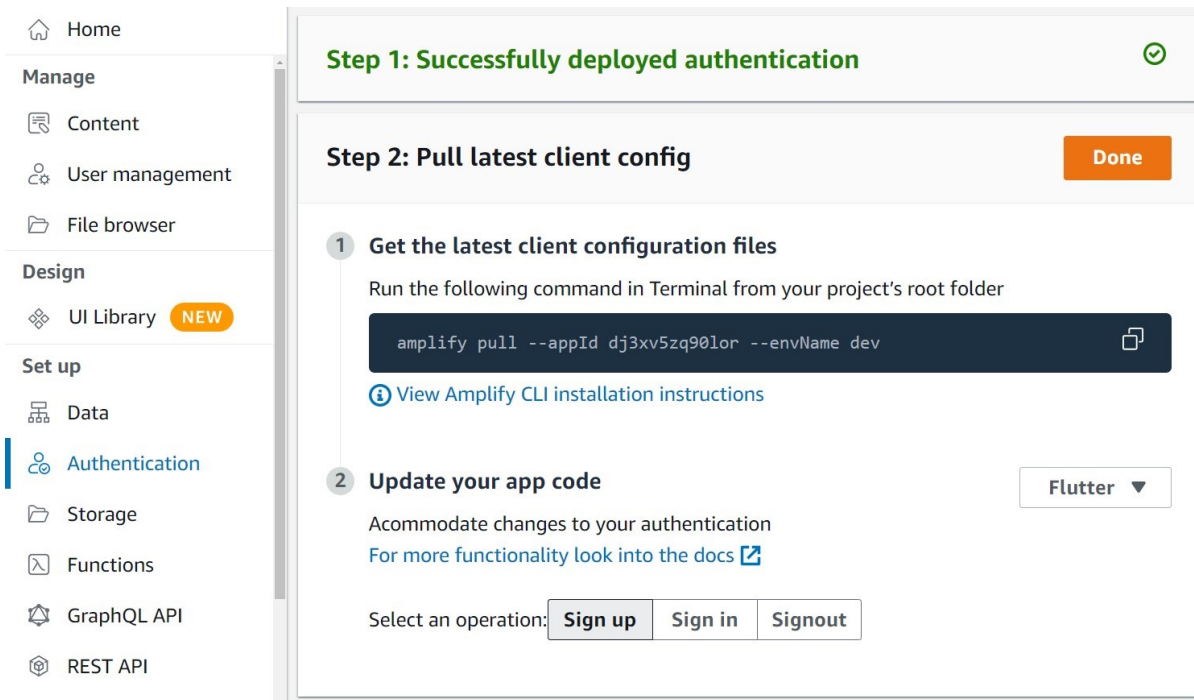 Home
Manage
Content
User management
File browser
Design
UI Library NEW
Set up
Data
Authentication
Storage
Functions
GraphQL API
REST API
Step 1: Successfully deployed authentication
Step 2: Pull latest client config
Done
1 Get the latest client configuration files
Run the following command in Terminal from your project's root folder
amplify pull --appId dj3xv5zq90lor --envName dev
View Amplify CLI installation instructions
2 Update your app code
Flutter
Acommodate changes to your authentication
For more functionality look into the docs
Select an operation: Sign up Sign in Signout